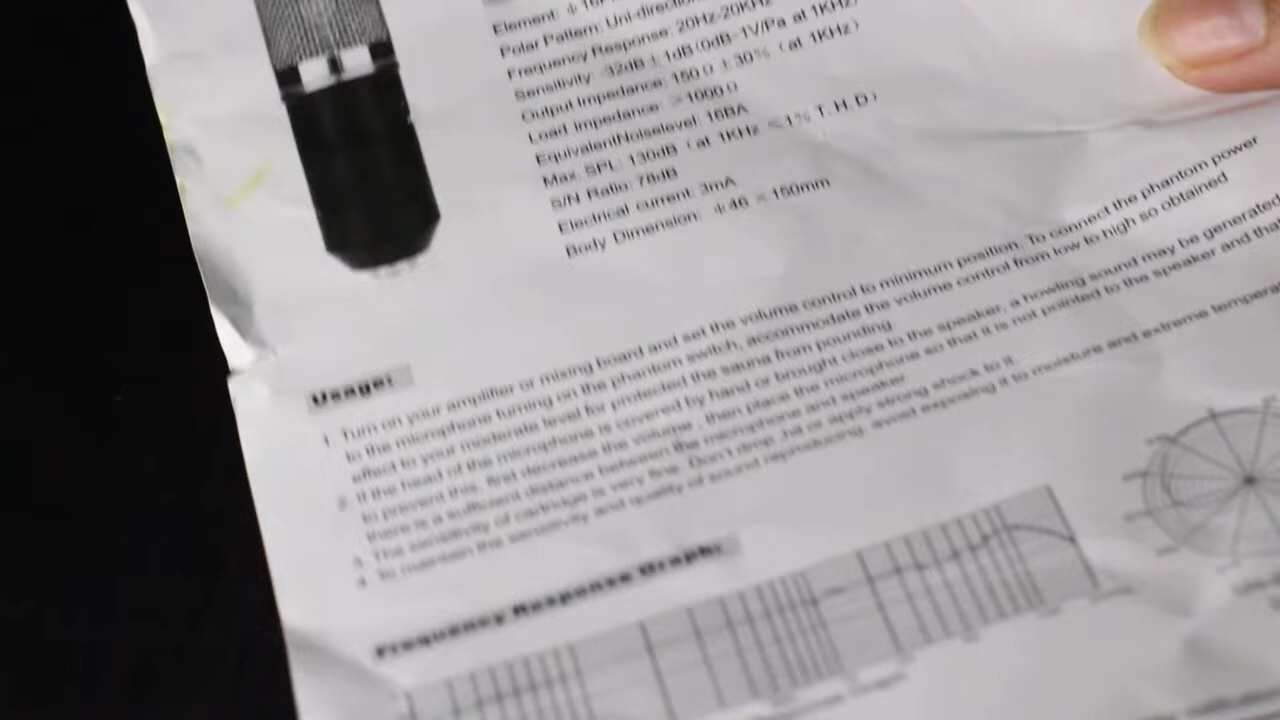 Element: ϕ 16
Polar Pattern: Uni-directio
Frequency Response: 20Hz-20KHz
Sensitivity: -32dB ± 1dB (0dB=1V/Pa at 1KHz)
Output Impedance: 150 Ω ±30% (at 1KHz)
Load Impedance: >1000 Ω
EquivalentNoiselevel: 16BA
Max. SPL: 130dB (at 1KHz <1% T.H.D)
S/N Ratio: 78dB
Electrical current: 3mA
Body Dimension: ϕ46 × 150mm
Usage:
1. Turn on your amplifier or mixing board and set the volume control to minimum position. To connect the phantom power
to the microphone turning on the phantom switch, accommodate the volume control from low to high so obtained
effect to your moderate level for protected the sauna from pounding.
2. If the head of the microphone is covered by hand or brought close to the speaker, a howling sound may be generated
to prevent this, first decrease the volume, then place the microphone so that it is not pointed to the speaker and that
there is a sufficient distance between the microphone and speaker.
3. The sensitivity of cartridge is very fine. Don't drop, hit or apply strong shock to it.
4. To maintain the sensitivity and quality of sound reproducing, avoid exposing it to moisture and extreme tempera
Frequency Response Graph: